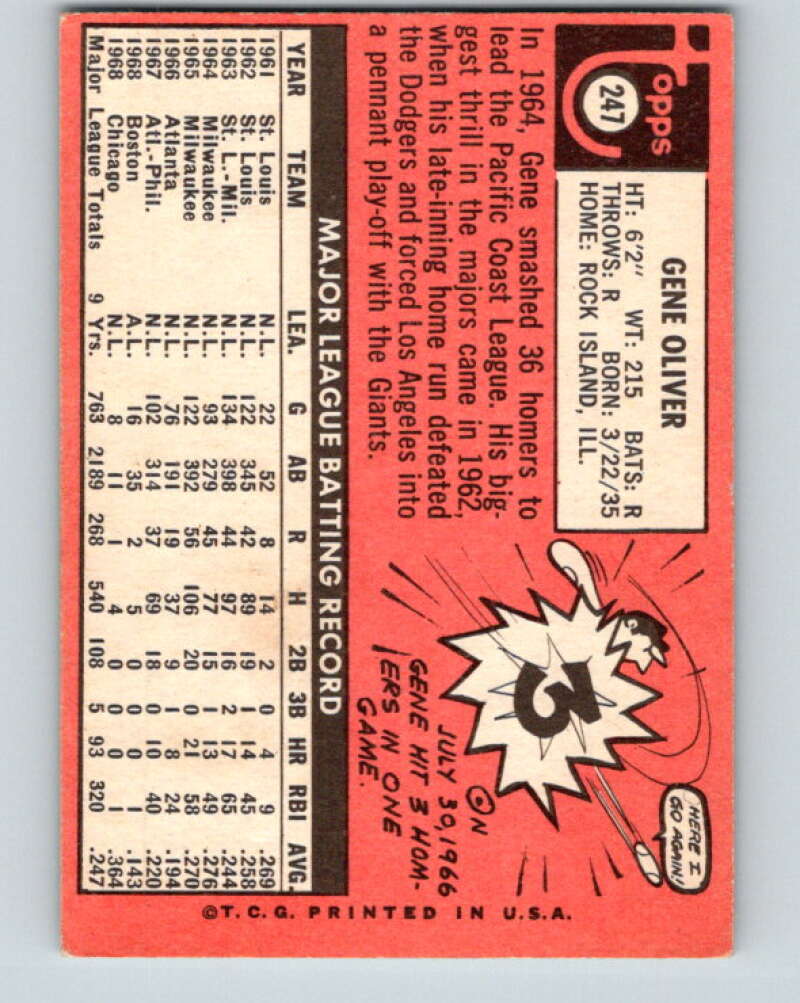 Topps
247
GENE OLIVER
HT: 6'2" WT: 215 BATS: R
THROWS: R BORN: 3/22/35
HOME: ROCK ISLAND, ILL.
In 1964, Gene smashed 36 homers to
lead the Pacific Coast League. His big-
gest thrill in the majors came in 1962,
when his late-inning home run defeated
the Dodgers and forced Los Angeles into
a pennant play-off with the Giants.
HERE I
GO AGAIN!
3
ON
JULY 30, 1966
GENE HIT 3 HOM-
ERS IN ONE
GAME.
MAJOR LEAGUE BATTING RECORD
YEAR TEAM LEA. G AB R H 2B 3B HR RBI AVG.
1961 St. Louis N.L. 22 52 8 14 2 0 4 9 .269
1962 St. Louis N.L. 122 345 42 89 19 1 14 45 .258
1963 St. L.-Mil. N.L. 134 398 44 97 16 2 17 65 .244
1964 Milwaukee N.L. 93 279 45 77 15 1 13 49 .276
1965 Milwaukee N.L. 122 392 56 106 20 0 21 58 .270
1966 Atlanta N.L. 76 191 19 37 9 1 8 24 .194
1967 Atl.-Phil. N.L. 102 314 37 69 18 0 10 40 .220
1968 Boston A.L. 16 35 2 5 0 0 0 1 .143
1968 Chicago N.L. 8 11 1 4 0 0 0 1 .364
Major League Totals 9 Yrs. 763 2189 268 540 108 5 93 320 .247
©T.C.G. PRINTED IN U.S.A.